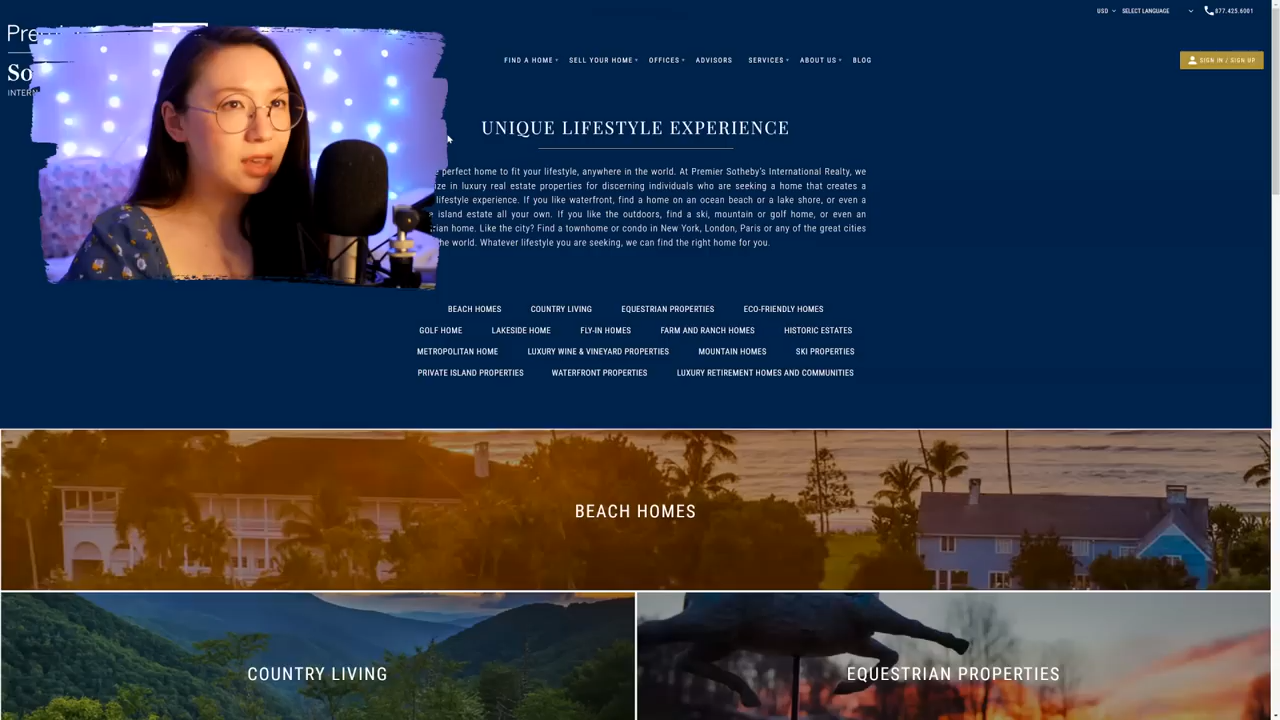 USD SELECT LANGUAGE 877.425.6001
Pre
So
INTERN
FIND A HOME SELL YOUR HOME OFFICES ADVISORS SERVICES ABOUT US BLOG
SIGN IN / SIGN UP
UNIQUE LIFESTYLE EXPERIENCE
perfect home to fit your lifestyle, anywhere in the world. At Premier Sotheby's International Realty, we
ize in luxury real estate properties for discerning individuals who are seeking a home that creates a
lifestyle experience. If you like waterfront, find a home on an ocean beach or a lake shore, or even a
island estate all your own. If you like the outdoors, find a ski, mountain or golf home, or even an
rian home. Like the city? Find a townhome or condo in New York, London, Paris or any of the great cities
he world. Whatever lifestyle you are seeking, we can find the right home for you.
BEACH HOMES COUNTRY LIVING EQUESTRIAN PROPERTIES ECO-FRIENDLY HOMES
GOLF HOME LAKESIDE HOME FLY-IN HOMES FARM AND RANCH HOMES HISTORIC ESTATES
METROPOLITAN HOME LUXURY WINE & VINEYARD PROPERTIES MOUNTAIN HOMES SKI PROPERTIES
PRIVATE ISLAND PROPERTIES WATERFRONT PROPERTIES LUXURY RETIREMENT HOMES AND COMMUNITIES
BEACH HOMES
COUNTRY LIVING
EQUESTRIAN PROPERTIES